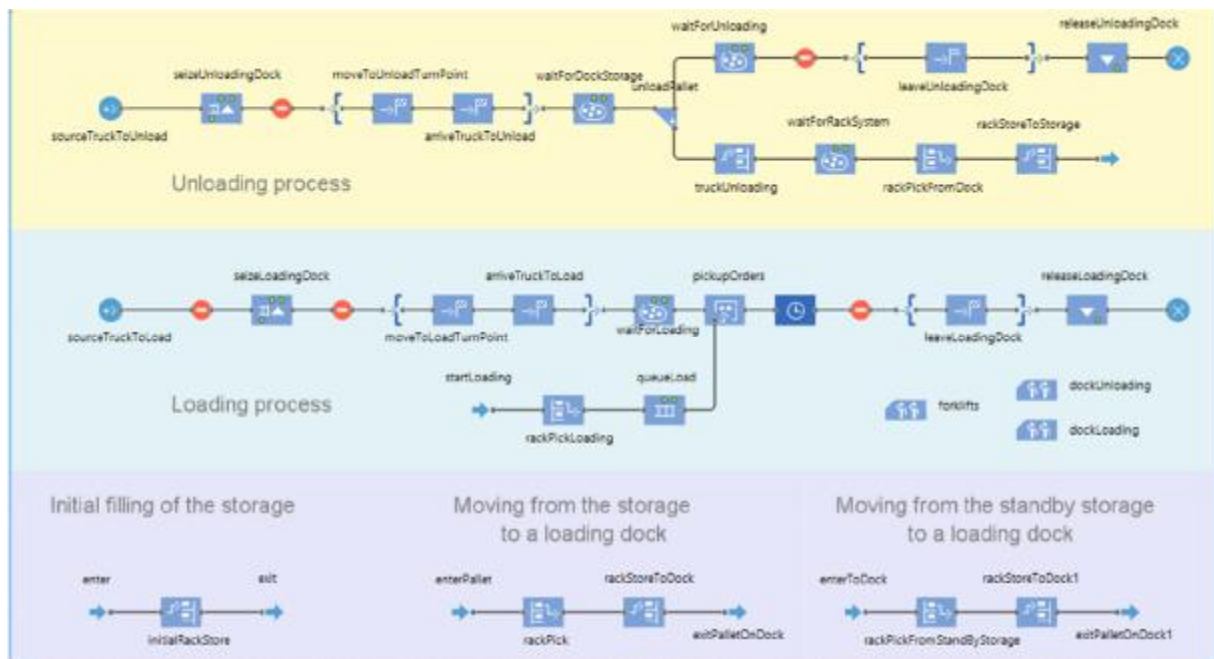 waitForUnloading
releaseUnloadingDock
seizeUnloadingDock
moveToUnloadTurnPoint
waitForDockStorage
unloadPallet
leaveUnloadingDock
sourceTruckToUnload
arriveTruckToUnload
waitForRackSystem
rackStoreToStorage
Unloading process
truckUnloading
rackPickFromDock
seizeLoadingDock
arriveTruckToLoad
pickupOrders
releaseLoadingDock
sourceTruckToLoad
moveToLoadTurnPoint
waitForLoading
leaveLoadingDock
startLoading
queueLoad
dockUnloading
Loading process
forklifts
rackPickLoading
dockLoading
Initial filling of the storage
Moving from the storage
to a loading dock
Moving from the standby storage
to a loading dock
enter
exit
enterPallet
rackStoreToDock
enterToDock
rackStoreToDock1
initialRackStore
rackPick
exitPalletOnDock
rackPickFromStandByStorage
exitPalletOnDock1